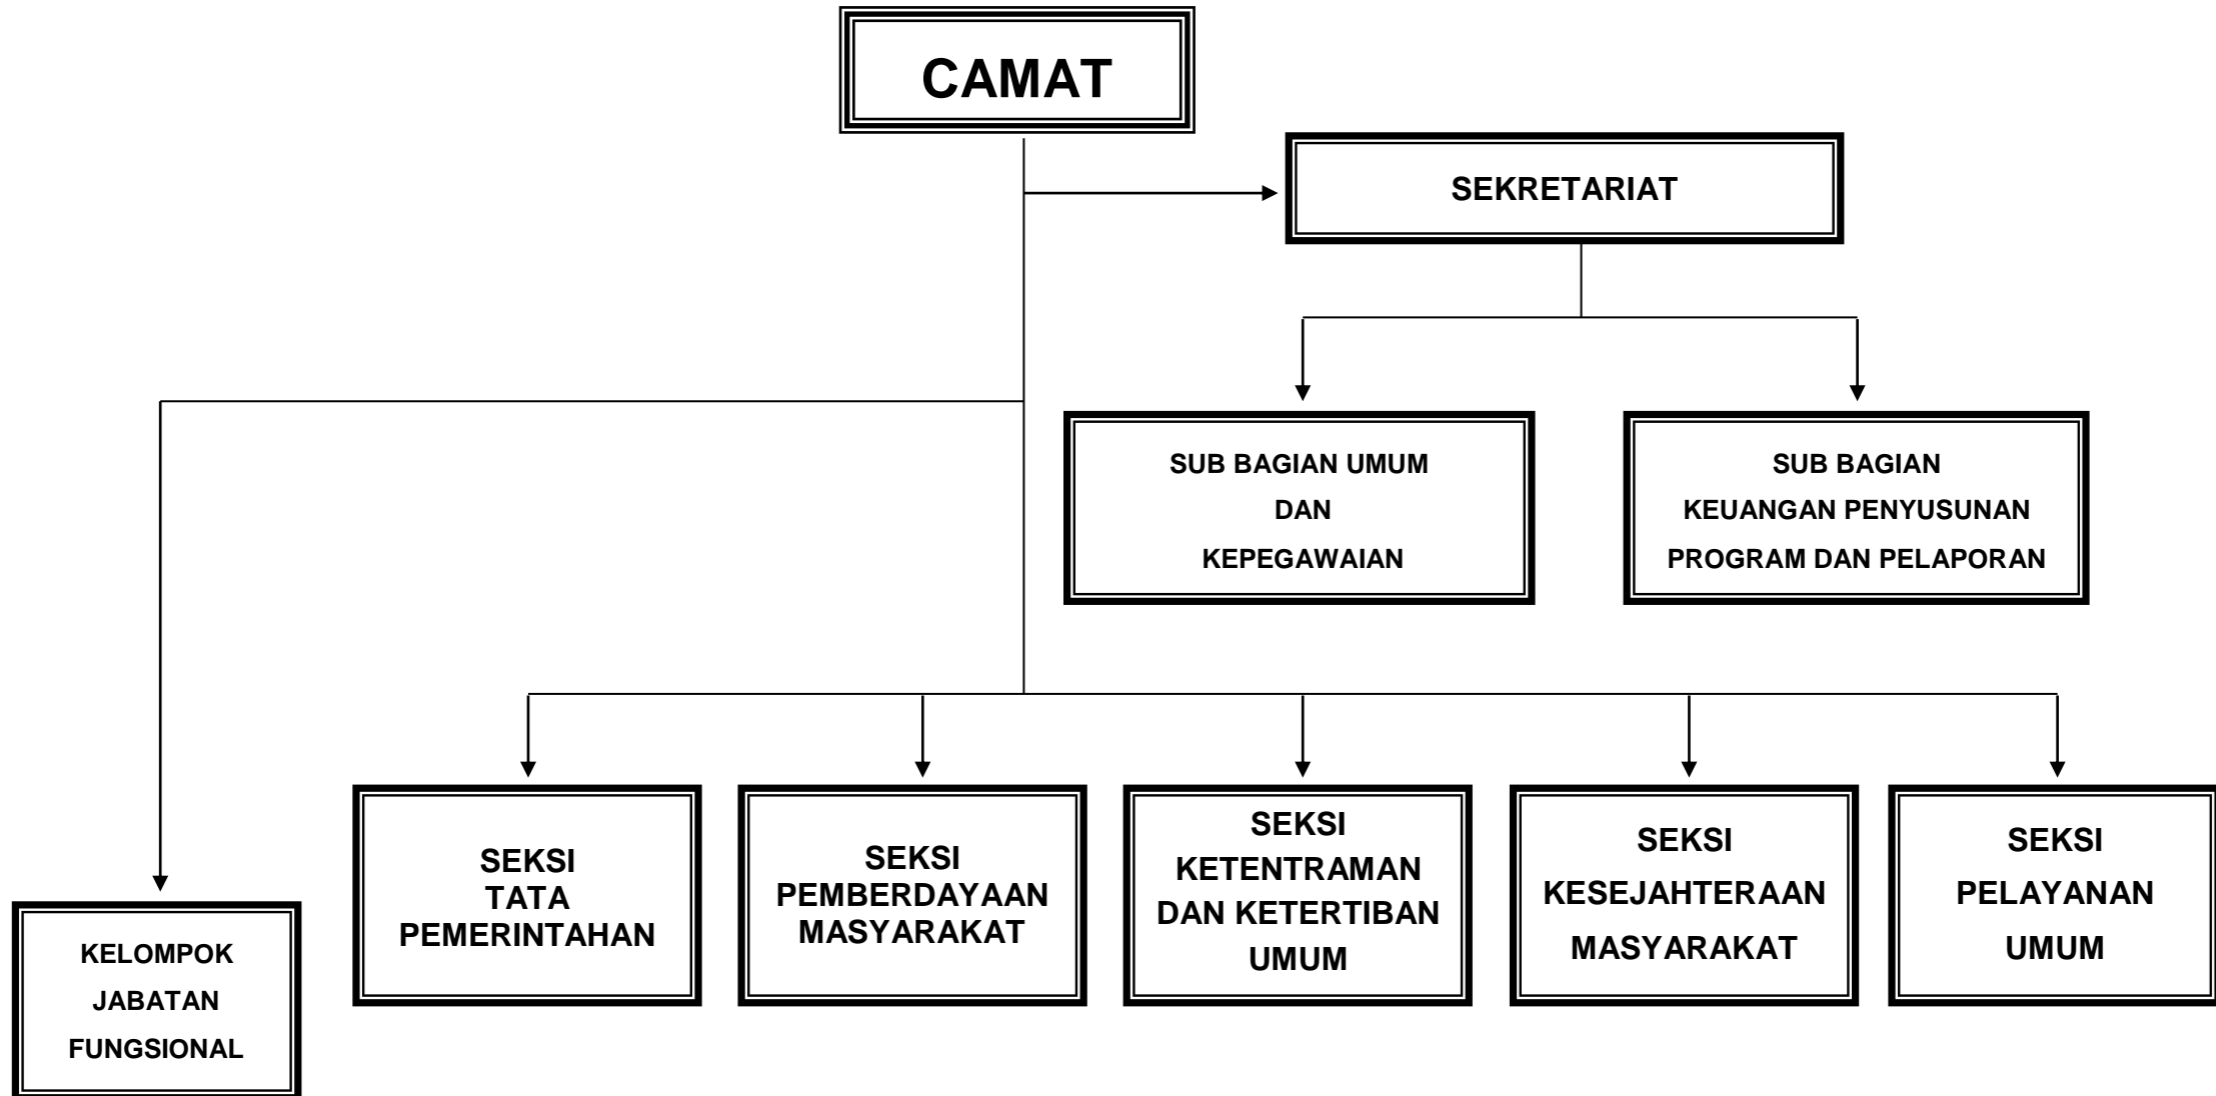 CAMAT
SEKRETARIAT
SUB BAGIAN UMUM
DAN
KEPEGAWAIAN
SUB BAGIAN
KEUANGAN PENYUSUNAN
PROGRAM DAN PELAPORAN
KELOMPOK
JABATAN
FUNGSIONAL
SEKSI
TATA
PEMERINTAHAN
SEKSI
PEMBERDAYAAN
MASYARAKAT
SEKSI
KETENTRAMAN
DAN KETERTIBAN
UMUM
SEKSI
KESEJAHTERAAN
MASYARAKAT
SEKSI
PELAYANAN
UMUM